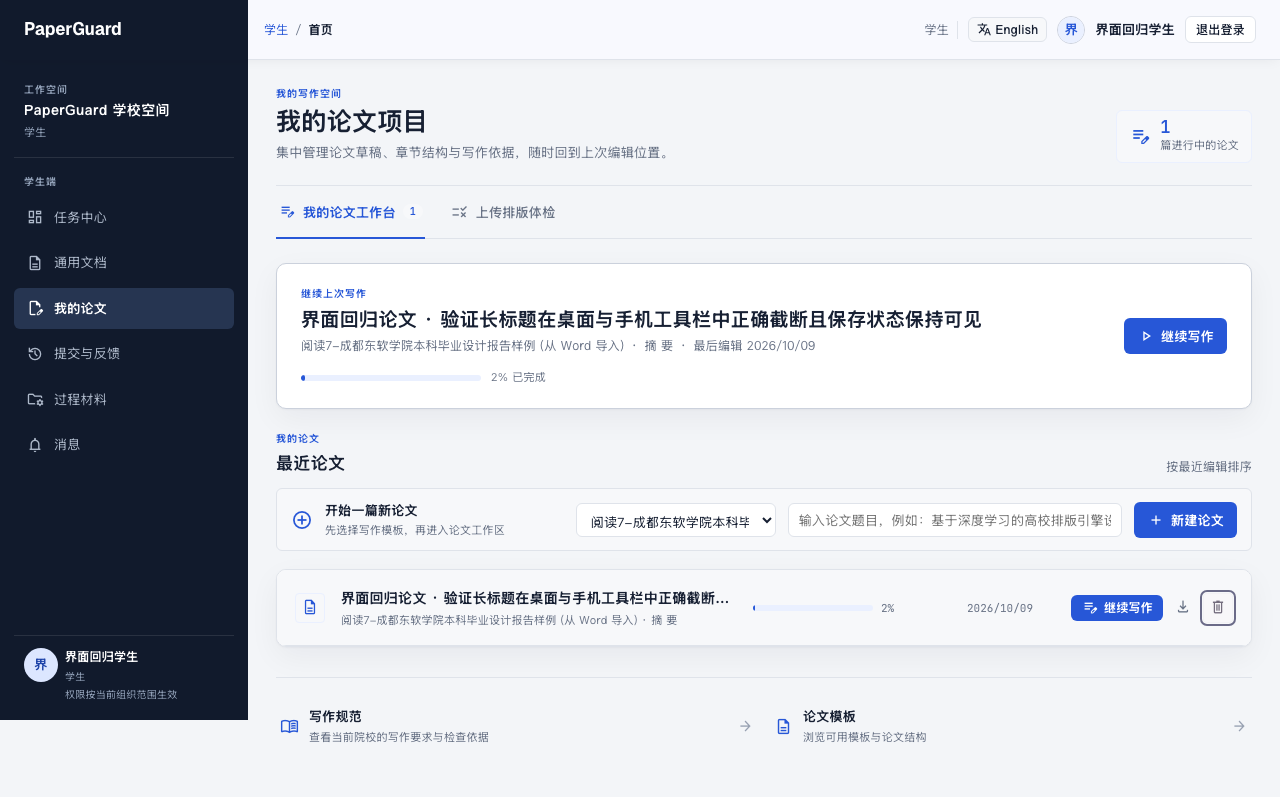 PaperGuard
工作空间
PaperGuard 学校空间
学生
学生端
任务中心
通用文档
我的论文
提交与反馈
过程材料
消息
界
界面回归学生
学生
权限按当前组织范围生效
学生 / 首页
学生
English
界
界面回归学生
退出登录
我的写作空间
我的论文项目
集中管理论文草稿、章节结构与写作依据，随时回到上次编辑位置。
1
篇进行中的论文
我的论文工作台 1
上传排版体检
继续上次写作
界面回归论文 · 验证长标题在桌面与手机工具栏中正确截断且保存状态保持可见
阅读7-成都东软学院本科毕业设计报告样例 (从 Word 导入) · 摘 要 · 最后编辑 2026/10/09
2% 已完成
继续写作
我的论文
最近论文
按最近编辑排序
开始一篇新论文
先选择写作模板，再进入论文工作区
阅读7-成都东软学院本科毕
输入论文题目，例如：基于深度学习的高校排版引擎
新建论文
界面回归论文 · 验证长标题在桌面与手机工具栏中正确截断...
阅读7-成都东软学院本科毕业设计报告样例 (从 Word 导入) · 摘 要
2%
2026/10/09
继续写作
写作规范
查看当前院校的写作要求与检查依据
论文模板
浏览可用模板与论文结构